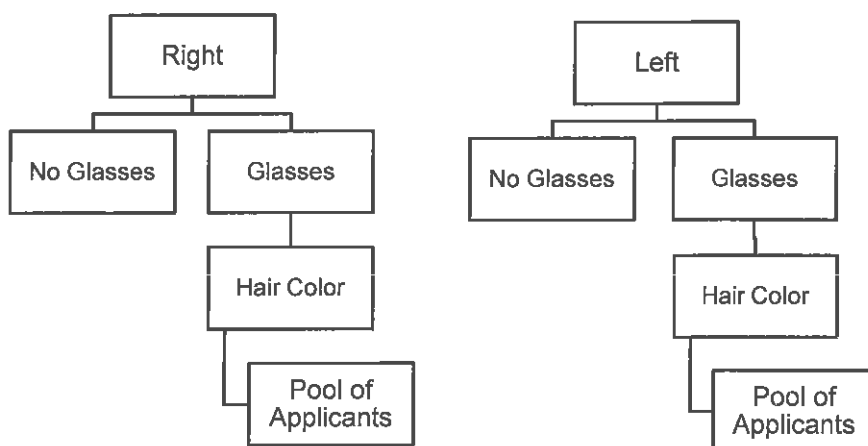 Right
No Glasses
Glasses
Hair Color
Pool of
Applicants
Left
No Glasses
Glasses
Hair Color
Pool of
Applicants